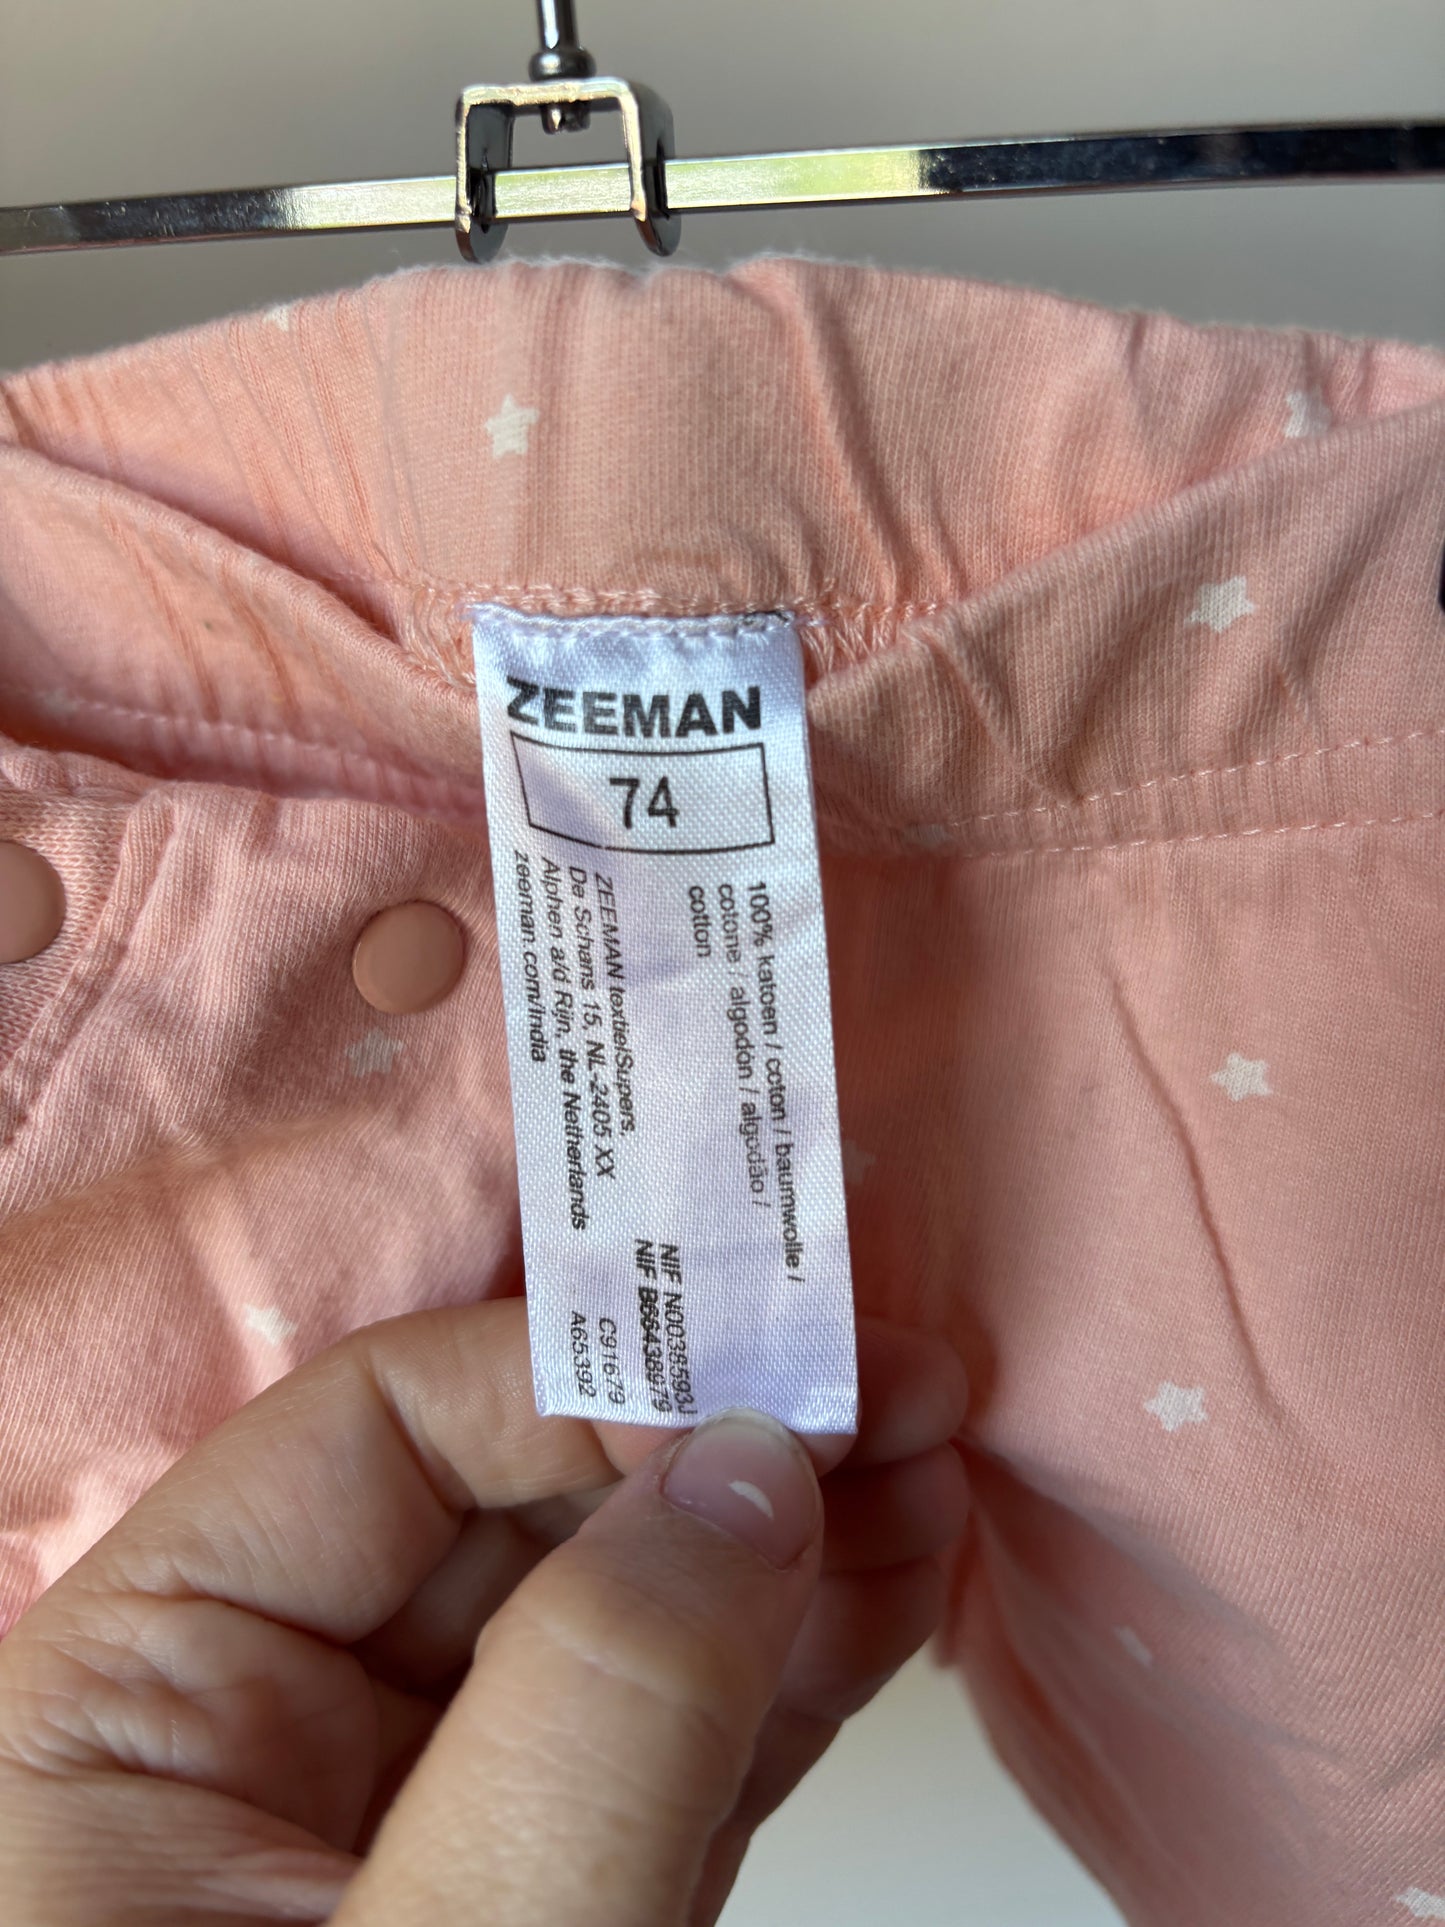 ZEEMAN
74
100% katoen / coton / baumwolle /
cotone / algodón / algodão /
cotton
ZEEMAN textielSupers,
De Schans 15, NL-2405 XX
Alphen a/d Rijn, the Netherlands
zeeman.com/India
NIF N0038593J
NIF B66438979
C91679
A65392